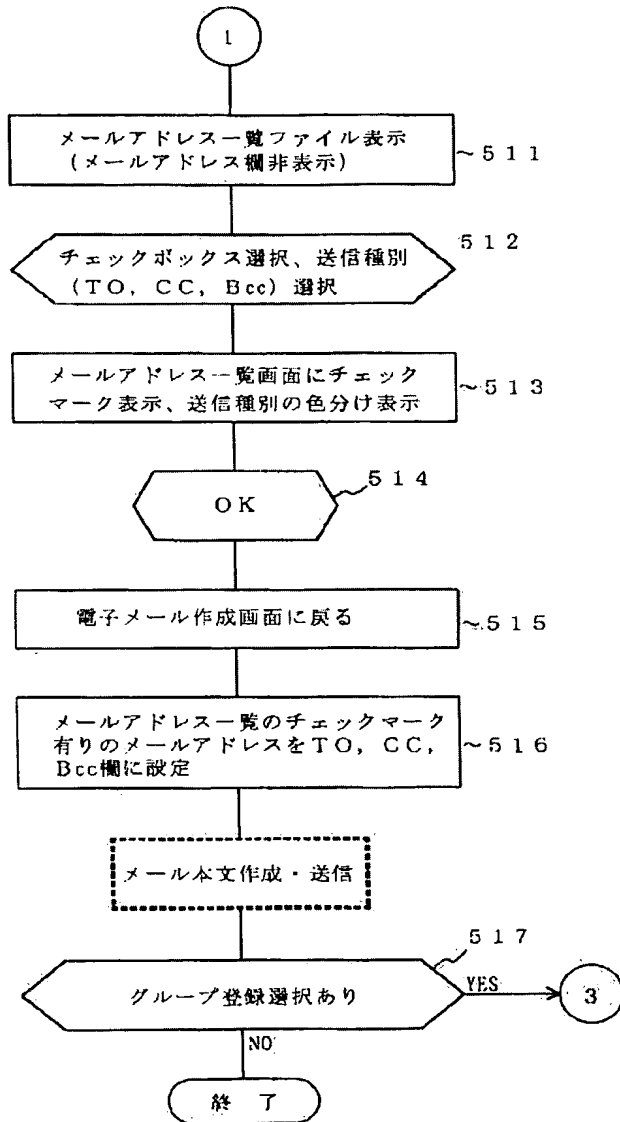 1
メールアドレス一覧ファイル表示
(メールアドレス欄非表示)
~511
チェックボックス選択、送信種別
(TO, CC, Bcc) 選択
512
メールアドレス一覧画面にチェック
マーク表示、送信種別の色分け表示
~513
OK
514
電子メール作成画面に戻る
~515
メールアドレス一覧のチェックマーク
有りのメールアドレスをTO, CC,
Bcc欄に設定
~516
メール本文作成・送信
517
グループ登録選択あり
YES
3
NO
終了